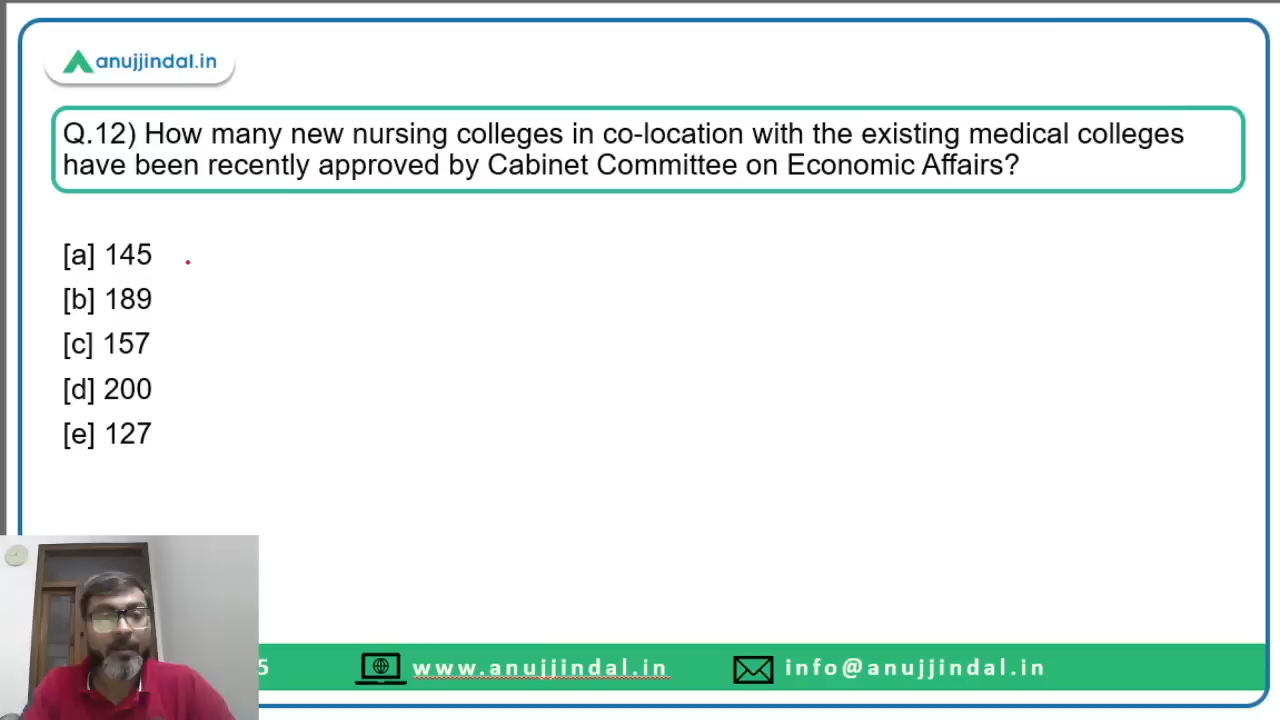 anujjindal.in
Q.12) How many new nursing colleges in co-location with the existing medical colleges
have been recently approved by Cabinet Committee on Economic Affairs?
[a] 145
[b] 189
[c] 157
[d] 200
[e] 127
5
www.anujjindal.in
info@anujjindal.in